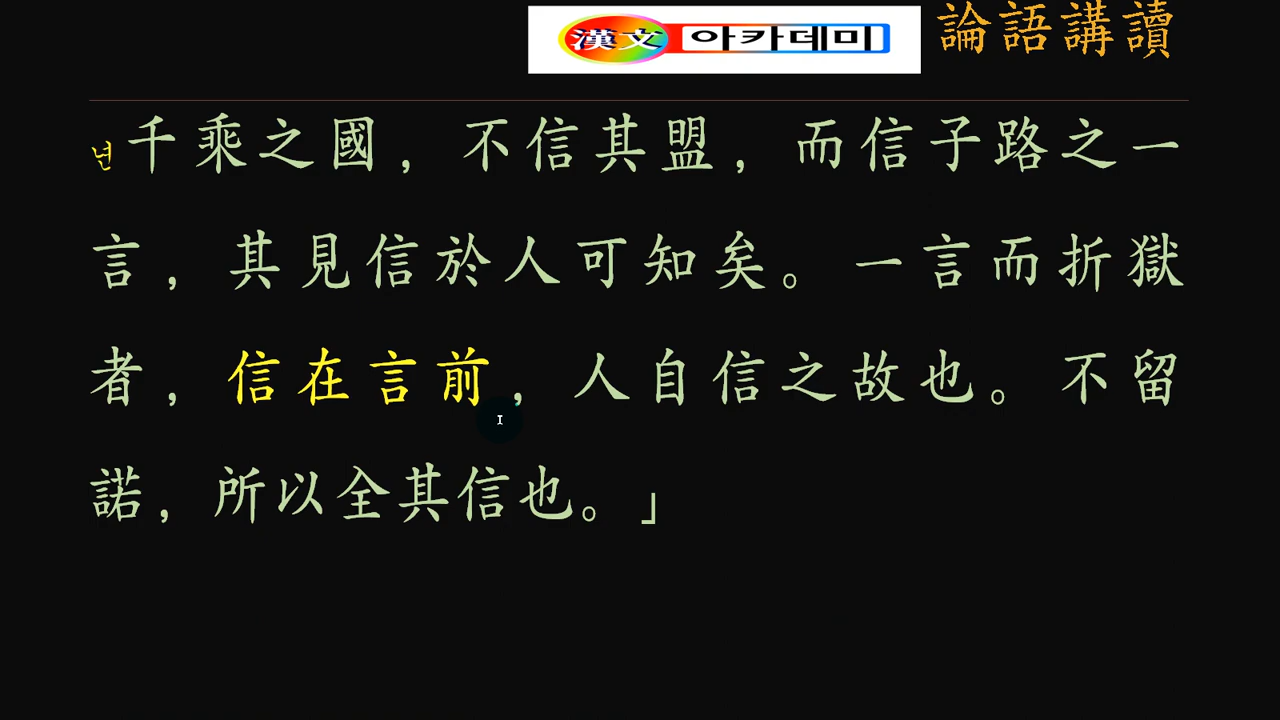 漢文 아카데미
論語講讀
년千乘之國，不信其盟，而信子路之一
言，其見信於人可知矣。一言而折獄
者，信在言前，人自信之故也。不留
諾，所以全其信也。」